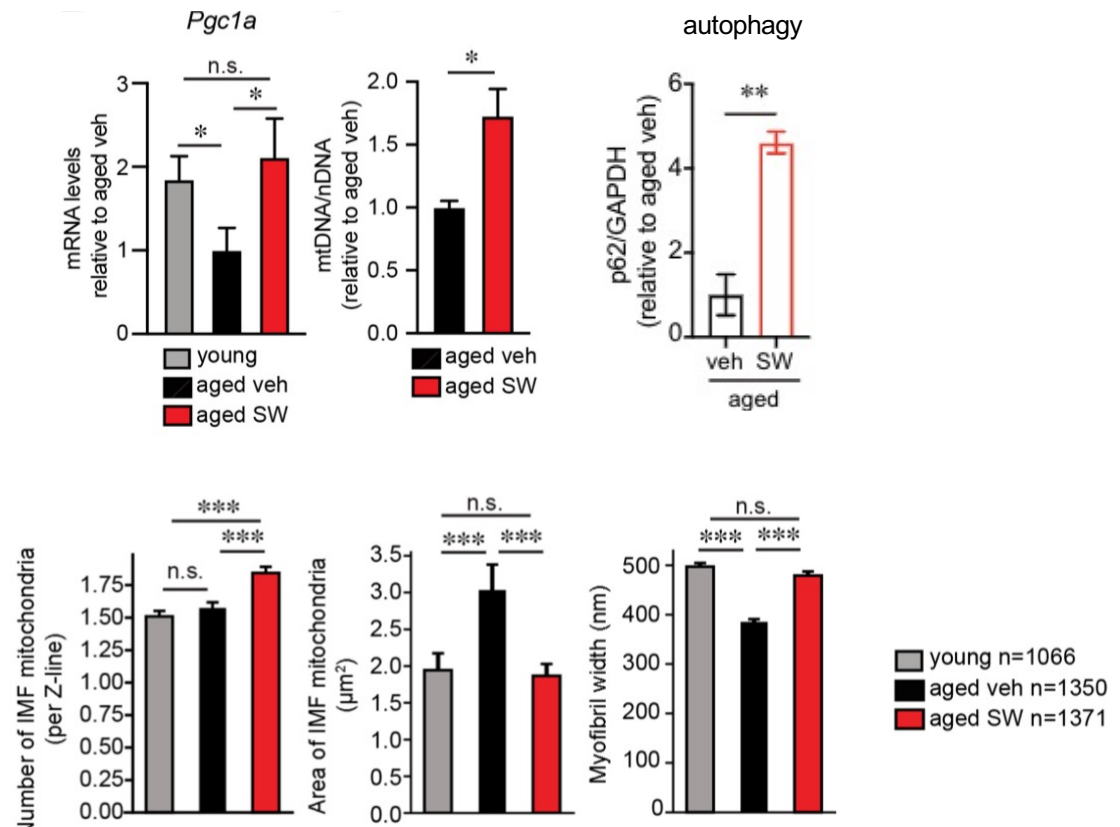 Pgc1a
n.s.
*
*
mRNA levels
relative to aged veh
3
2
1
0
young
aged veh
aged SW
*
mtDNA/nDNA
(relative to aged veh)
2.0
1.5
1.0
0.5
0.0
aged veh
aged SW
autophagy
**
p62/GAPDH
(relative to aged veh)
6
4
2
0
veh SW
aged
***
***
n.s.
Number of IMF mitochondria
(per Z-line)
1.75
1.50
1.25
1.00
0.75
0.50
0.25
0.00
n.s.
*** ***
Area of IMF mitochondria
(µm²)
3.5
3.0
2.5
2.0
1.5
1.0
0.5
0.0
n.s.
*** ***
Myofibril width (nm)
500
400
300
200
100
0
young n=1066
aged veh n=1350
aged SW n=1371